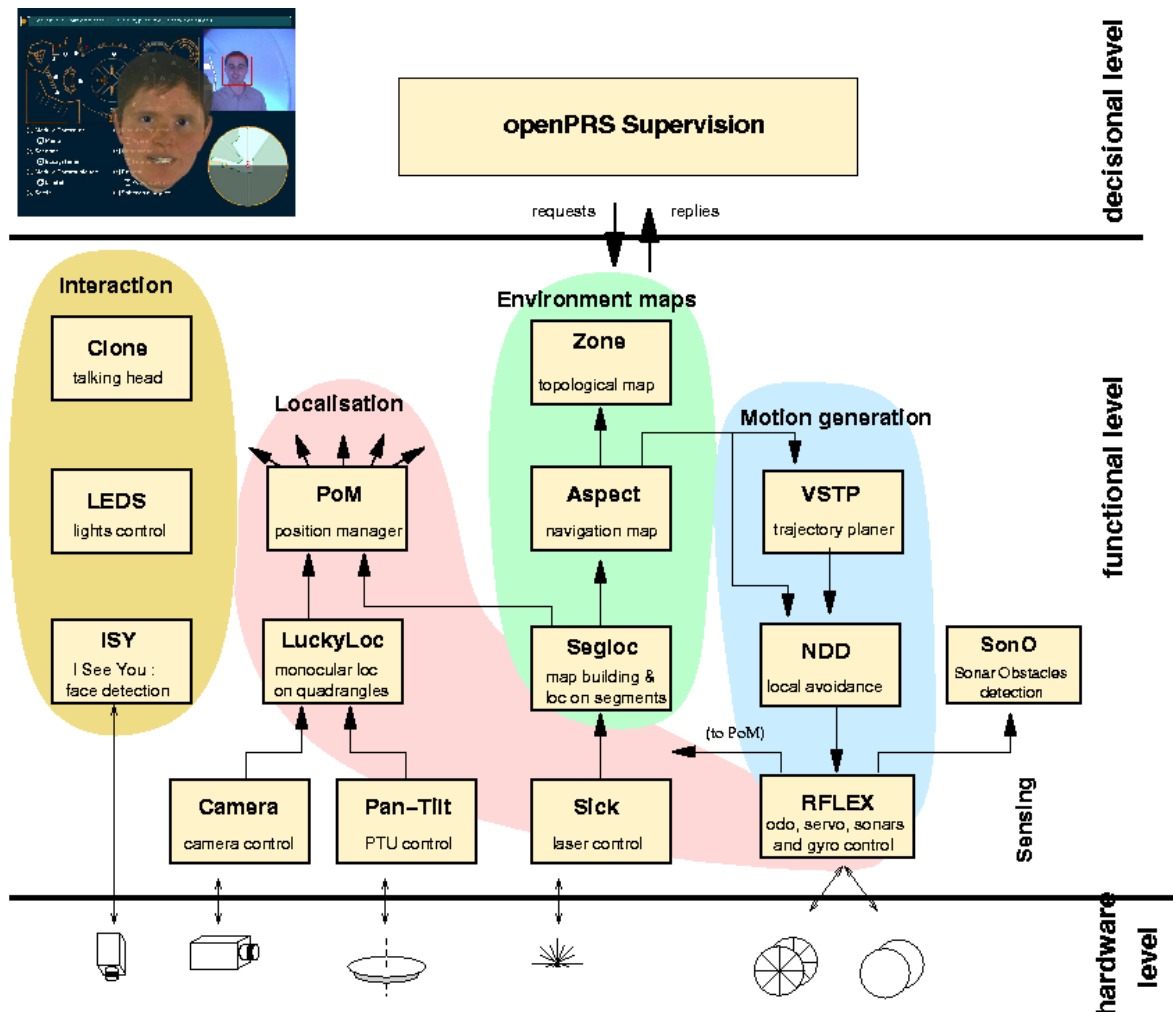 openPRS Supervision
decisional level
requests
replies
Interaction
Clone
talking head
LEDS
lights control
ISY
I See You :
face detection
Localisation
PoM
position manager
LuckyLoc
monocular loc
on quadrangles
Environment maps
Zone
topological map
Aspect
navigation map
Segloc
map building &
loc on segments
Motion generation
VSTP
trajectory planer
NDD
local avoidance
SonO
Sonar Obstacles
detection
functional level
(to PoM)
Camera
camera control
Pan-Tilt
PTU control
Sick
laser control
RFLEX
odo, servo, sonars
and gyro control
Sensing
hardware
level